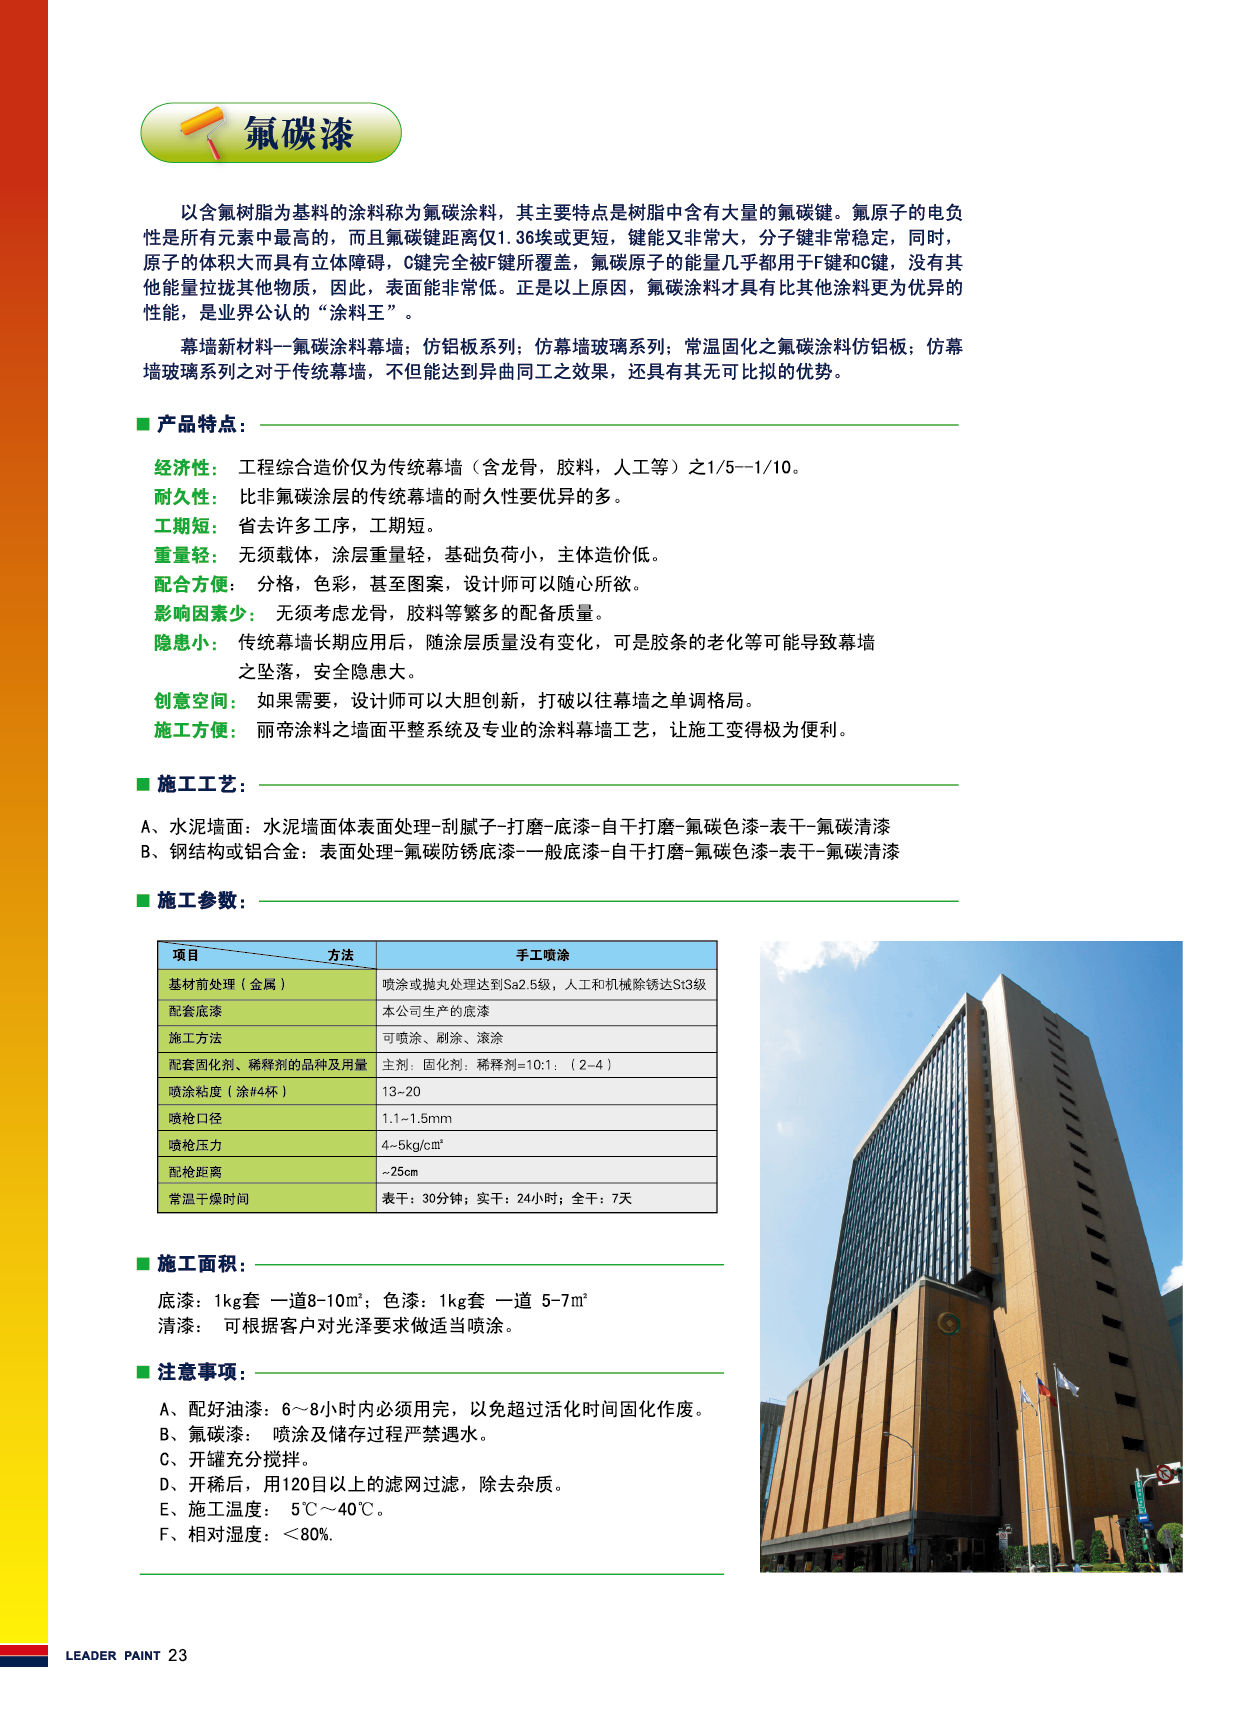 氟碳漆
以含氟树脂为基料的涂料称为氟碳涂料，其主要特点是树脂中含有大量的氟碳键。氟原子的电负
性是所有元素中最高的，而且氟碳键距离仅1.36埃或更短，键能又非常大，分子键非常稳定，同时，
原子的体积大而具有立体障碍，C键完全被F键所覆盖，氟碳原子的能量几乎都用于F键和C键，没有其
他能量拉拢其他物质，因此，表面能非常低。正是以上原因，氟碳涂料才具有比其他涂料更为优异的
性能，是业界公认的“涂料王”。
幕墙新材料--氟碳涂料幕墙；仿铝板系列；仿幕墙玻璃系列；常温固化之氟碳涂料仿铝板；仿幕
墙玻璃系列之对于传统幕墙，不但能达到异曲同工之效果，还具有其无可比拟的优势。
■ 产品特点：
经济性： 工程综合造价仅为传统幕墙（含龙骨，胶料，人工等）之1/5--1/10。
耐久性： 比非氟碳涂层的传统幕墙的耐久性要优异的多。
工期短： 省去许多工序，工期短。
重量轻： 无须载体，涂层重量轻，基础负荷小，主体造价低。
配合方便： 分格，色彩，甚至图案，设计师可以随心所欲。
影响因素少： 无须考虑龙骨，胶料等繁多的配备质量。
隐患小： 传统幕墙长期应用后，随涂层质量没有变化，可是胶条的老化等可能导致幕墙
之坠落，安全隐患大。
创意空间： 如果需要，设计师可以大胆创新，打破以往幕墙之单调格局。
施工方便： 丽帝涂料之墙面平整系统及专业的涂料幕墙工艺，让施工变得极为便利。
■ 施工工艺：
A、水泥墙面：水泥墙面体表面处理-刮腻子-打磨-底漆-自干打磨-氟碳色漆-表干-氟碳清漆
B、钢结构或铝合金：表面处理-氟碳防锈底漆-一般底漆-自干打磨-氟碳色漆-表干-氟碳清漆
■ 施工参数：
项目 方法 手工喷涂
基材前处理（金属） 喷涂或抛丸处理达到Sa2.5级，人工和机械除锈达St3级
配套底漆 本公司生产的底漆
施工方法 可喷涂、刷涂、滚涂
配套固化剂、稀释剂的品种及用量 主剂：固化剂：稀释剂=10:1：（2-4）
喷涂粘度（涂#4杯） 13~20
喷枪口径 1.1~1.5mm
喷枪压力 4~5kg/c㎡
配枪距离 ~25cm
常温干燥时间 表干：30分钟；实干：24小时；全干：7天
■ 施工面积：
底漆：1kg套 一道8-10㎡；色漆：1kg套 一道 5-7㎡
清漆： 可根据客户对光泽要求做适当喷涂。
■ 注意事项：
A、配好油漆：6～8小时内必须用完，以免超过活化时间固化作废。
B、氟碳漆： 喷涂及储存过程严禁遇水。
C、开罐充分搅拌。
D、开稀后，用120目以上的滤网过滤，除去杂质。
E、施工温度： 5℃～40℃。
F、相对湿度：＜80%.
LEADER PAINT 23